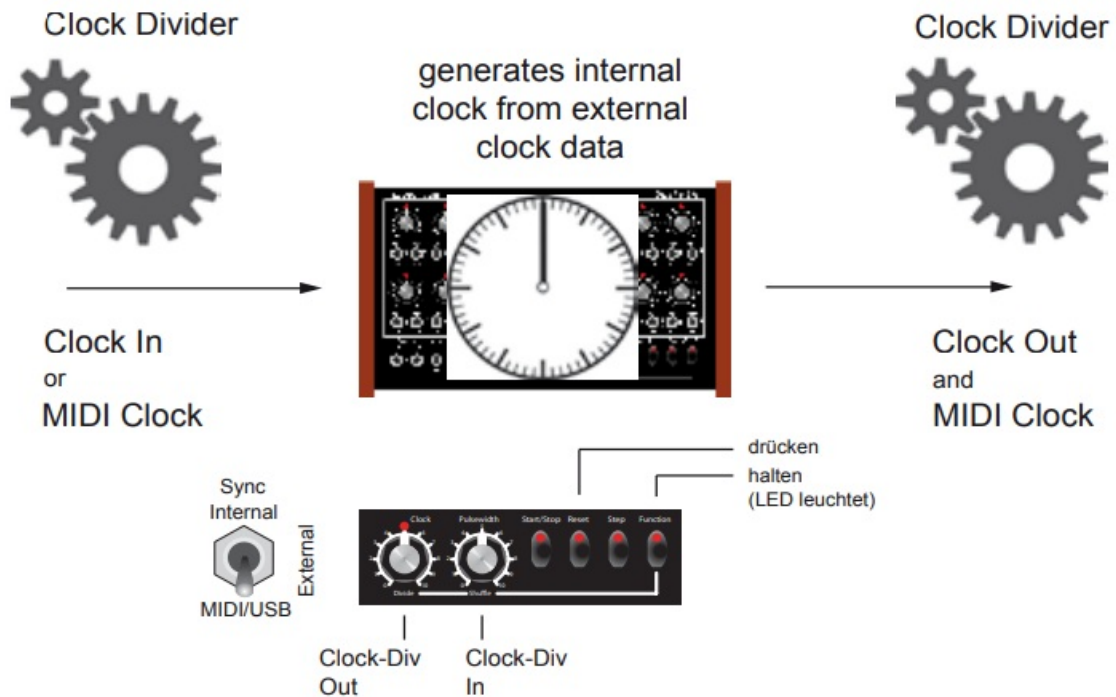 Clock Divider
Clock Divider
generates internal
clock from external
clock data
Clock In
or
MIDI Clock
Clock Out
and
MIDI Clock
drücken
halten
(LED leuchtet)
Sync
Internal
External
MIDI/USB
Clock
Pulsewidth
Start/Stop
Reset
Step
Function
Divide
Shuffle
Clock-Div
Out
Clock-Div
In